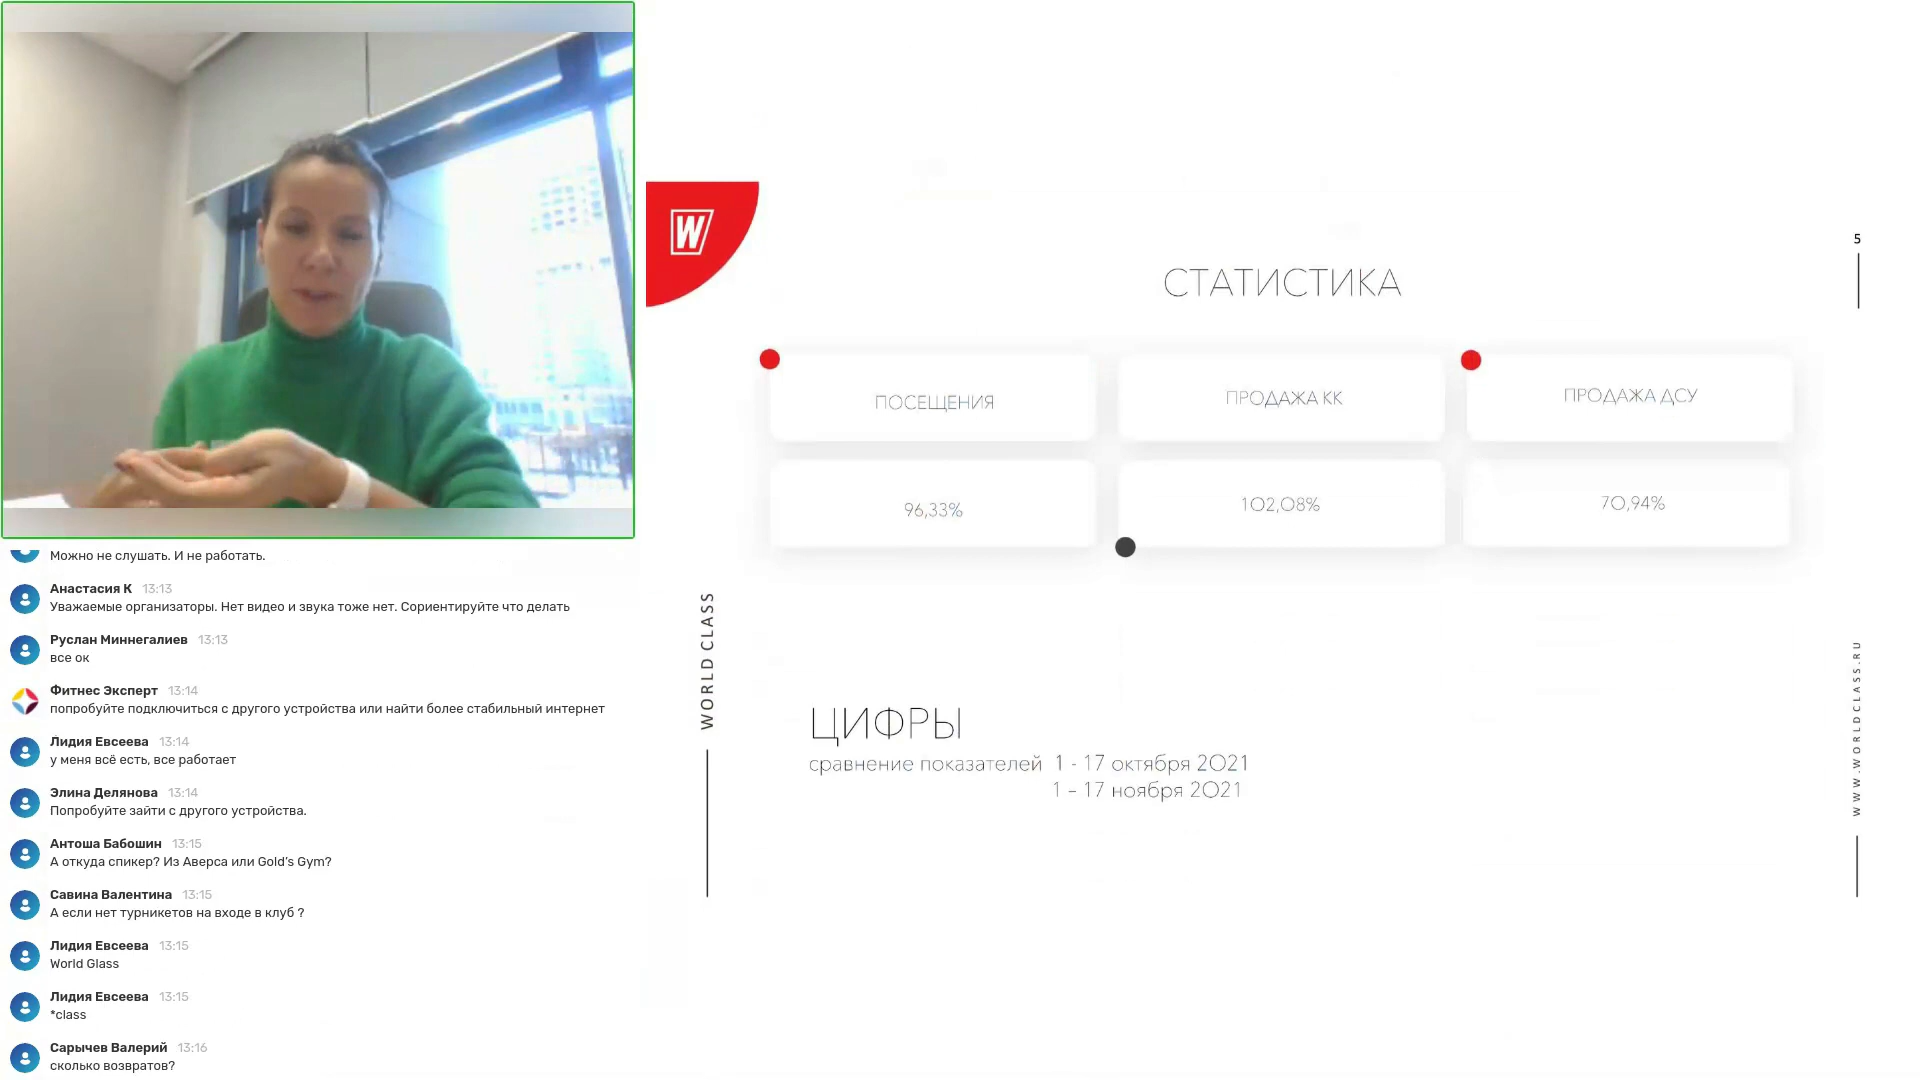 Можно не слушать. И не работать.
Анастасия К 13:13
Уважаемые организаторы. Нет видео и звука тоже нет. Сориентируйте что делать
Руслан Миннегалиев 13:13
все ок
Фитнес Эксперт 13:14
попробуйте подключиться с другого устройства или найти более стабильный интернет
Лидия Евсеева 13:14
у меня всё есть, все работает
Элина Делянова 13:14
Попробуйте зайти с другого устройства.
Антоша Бабошин 13:15
А откуда спикер? Из Аверса или Gold’s Gym?
Савина Валентина 13:15
А если нет турникетов на входе в клуб ?
Лидия Евсеева 13:15
World Glass
Лидия Евсеева 13:15
*class
Сарычев Валерий 13:16
сколько возвратов?
W
5
СТАТИСТИКА
ПОСЕЩЕНИЯ ПРОДАЖА КК ПРОДАЖА ДСУ
96,33% 102,08% 70,94%
WORLD CLASS
ЦИФРЫ
сравнение показателей 1 - 17 октября 2021
1 – 17 ноября 2021
WWW.WORLDCLASS.RU